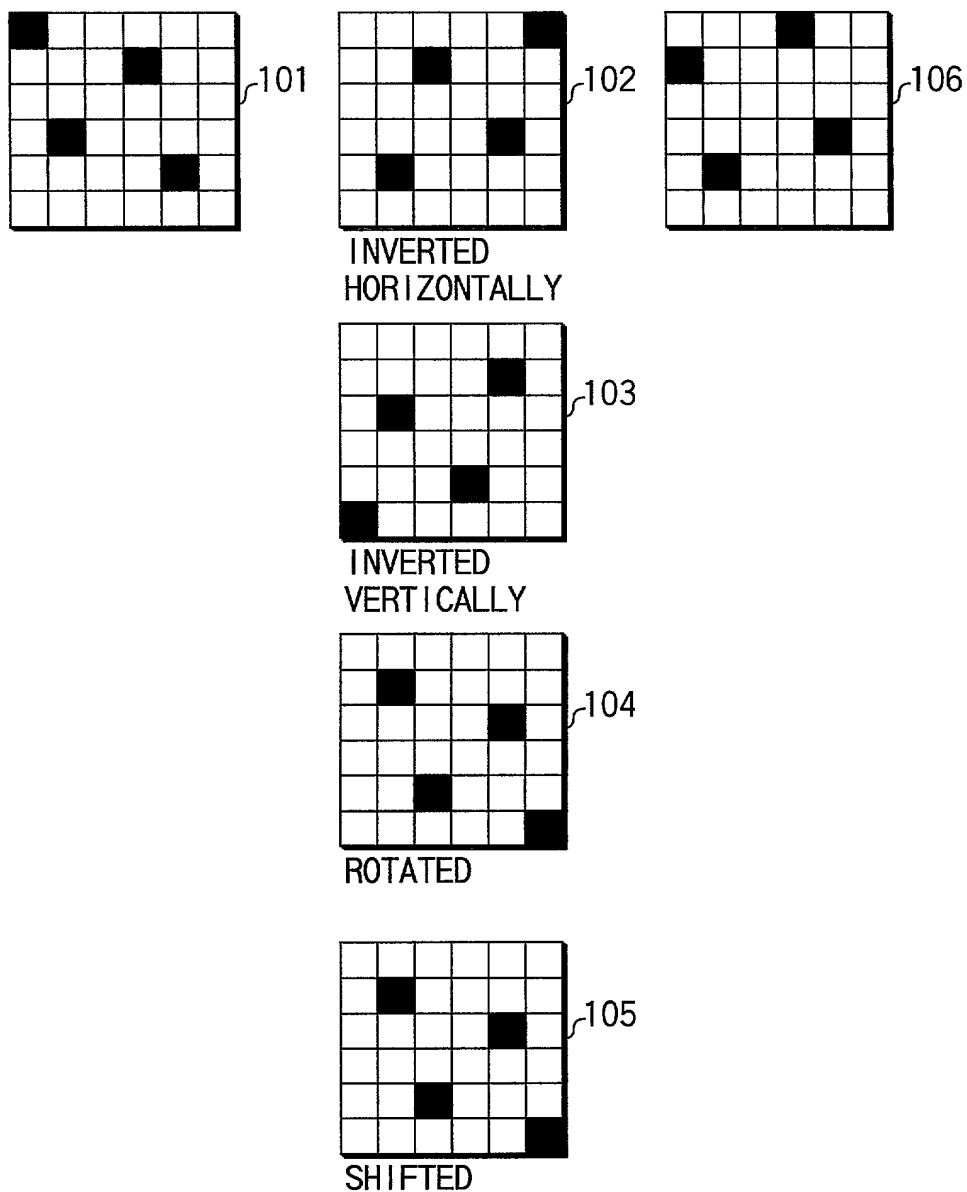 101
102
106
INVERTED
HORIZONTALLY
103
INVERTED
VERTICALLY
104
ROTATED
105
SHIFTED